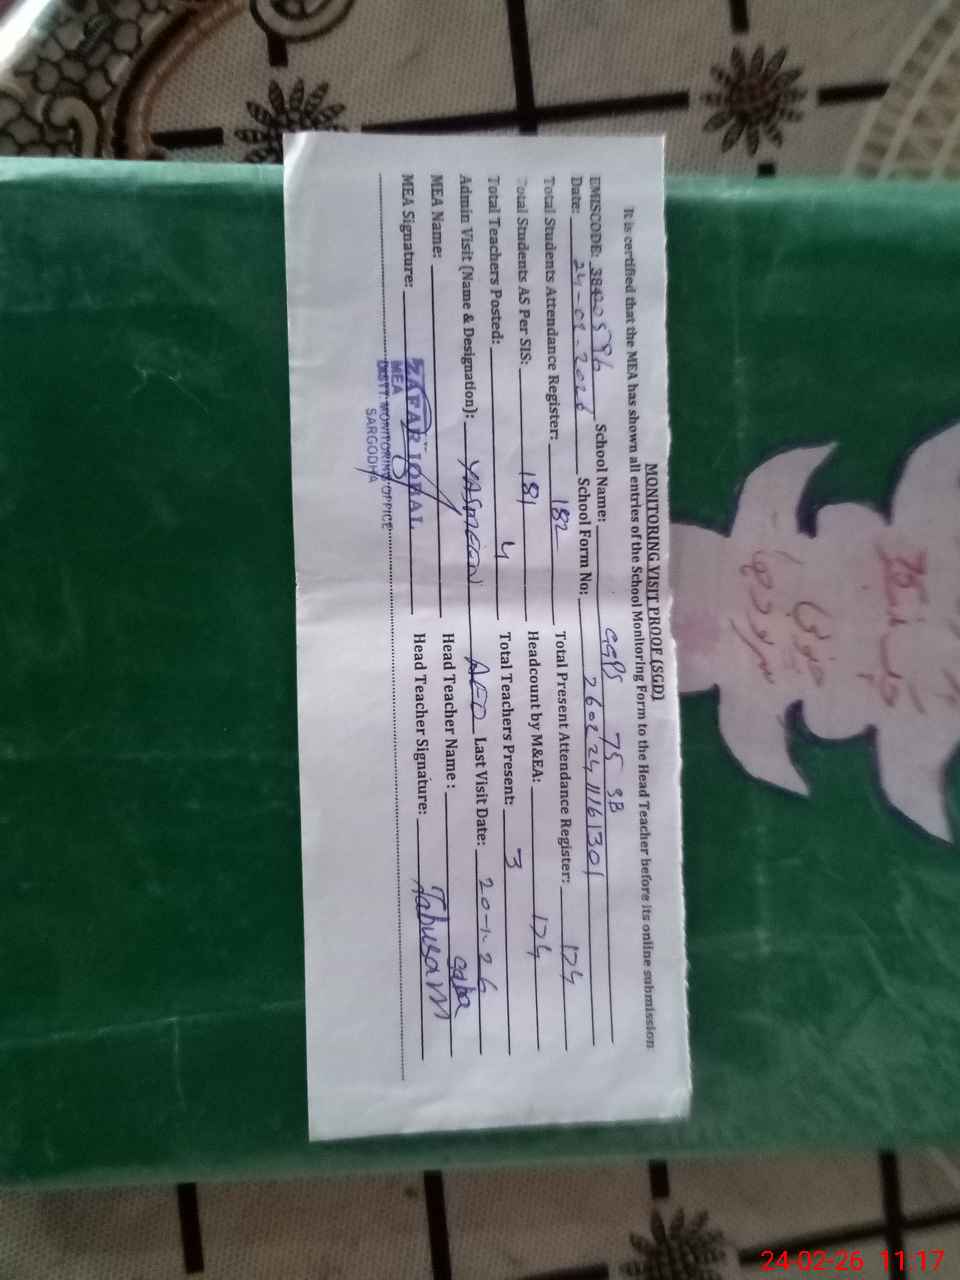 MONITORING VISIT PROOF (SGD)
It is certified that the MEA has shown all entries of the School Monitoring Form to the Head Teacher before its online submission
EMISCODE: 38420596 School Name: GGPS 75 SB
Date: 24-02-2026 School Form No: 26022411161301
Total Students Attendance Register: 182 Total Present Attendance Register: 174
Total Students AS Per SIS: 181 Headcount by M&EA: 174
Total Teachers Posted: 4 Total Teachers Present: 3
Admin Visit (Name & Designation): YASMEEN AEO Last Visit Date: 20-1-26
MEA Name: Head Teacher Name: Saba
MEA Signature: Head Teacher Signature: Tabusam
ZAFAR IQBAL
MEA
DISTT. MONITORING OFFICE
SARGODHA
24-02-26 11:17